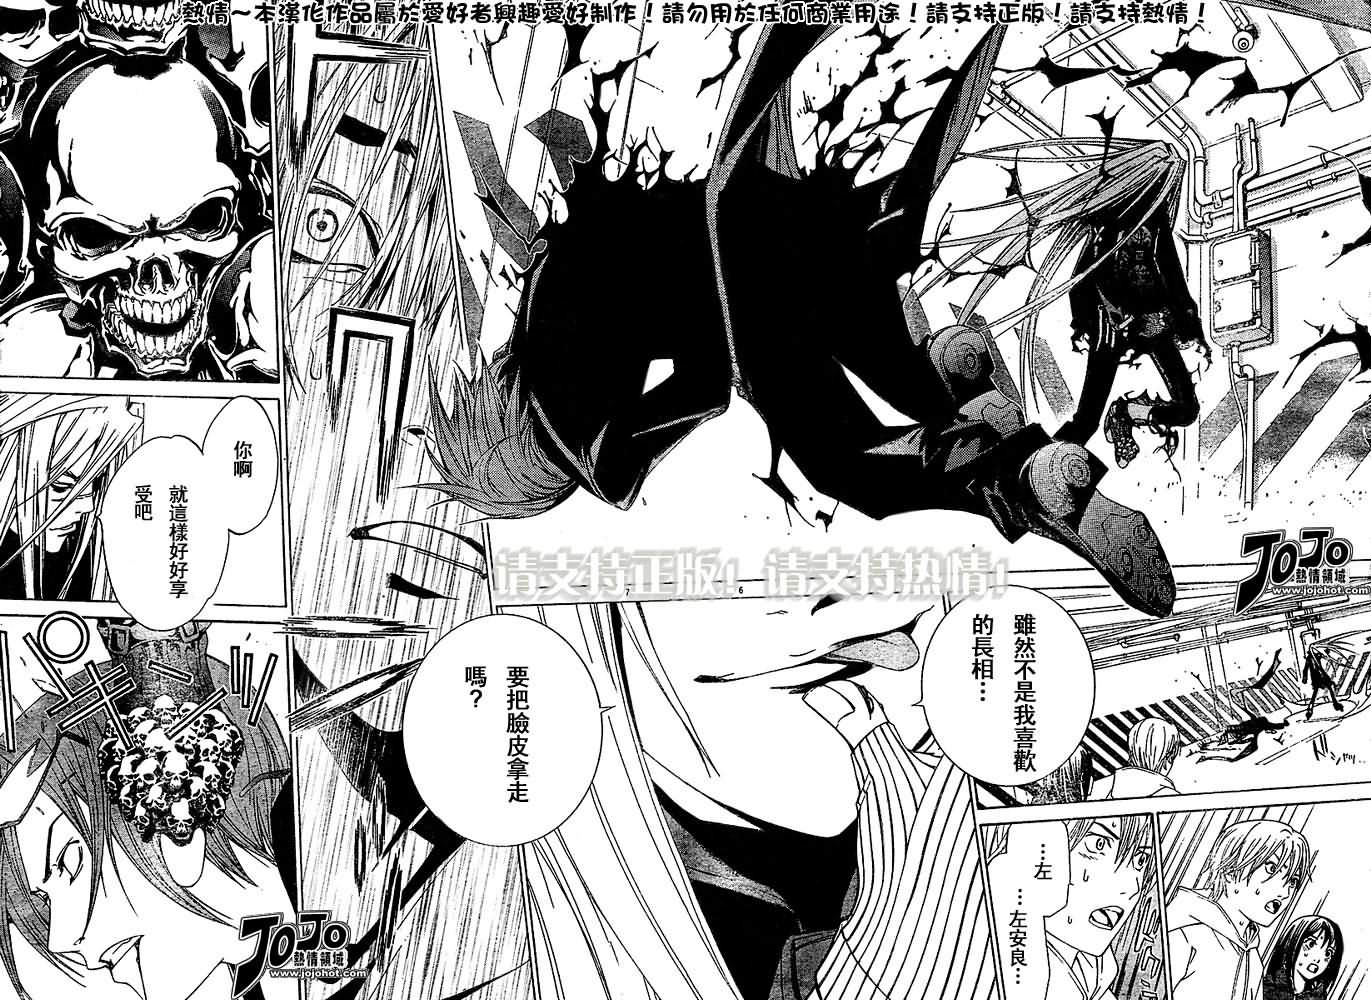 熱情～本漢化作品屬於愛好者興趣愛好制作！請勿用於任何商業用途！請支持正版！請支持熱情！
雖然不是我喜歡
的長相…
…左
…左安良…
要把臉皮拿走
嗎？
你啊
就這樣好好享
受吧
请支持正版！请支持热情！
7
6
JOJO
熱情領域
www.jojohot.com
JOJO
熱情領域
www.jojohot.com